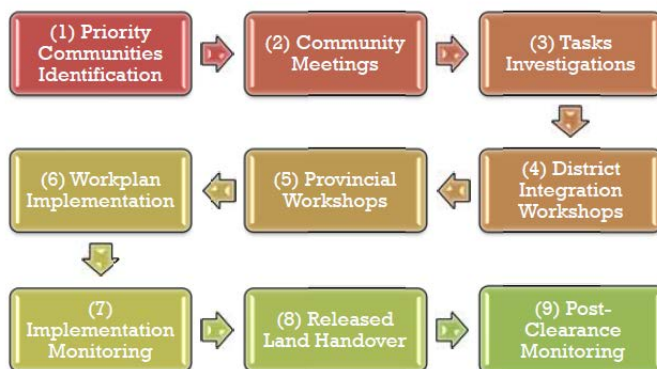 (1) Priority
Communities
Identification
(2) Community
Meetings
(3) Tasks
Investigations
(4) District
Integration
Workshops
(5) Provincial
Workshops
(6) Workplan
Implementation
(7)
Implementation
Monitoring
(8) Released
Land Handover
(9) Post-
Clearance
Monitoring